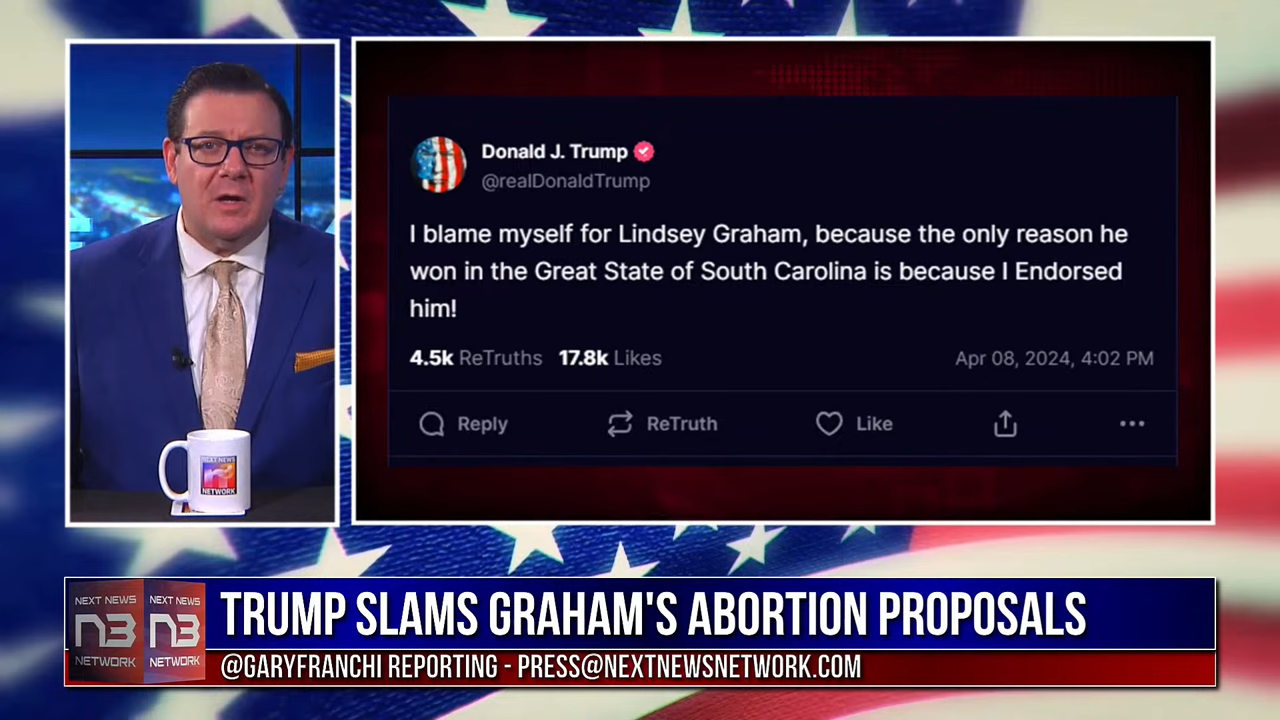 Donald J. Trump
@realDonaldTrump
I blame myself for Lindsey Graham, because the only reason he
won in the Great State of South Carolina is because I Endorsed
him!
4.5k ReTruths 17.8k Likes
Apr 08, 2024, 4:02 PM
Reply
ReTruth
Like
NEXT NEWS
NETWORK
NEXT NEWS
N3
NETWORK
NEXT NEWS
N3
NETWORK
TRUMP SLAMS GRAHAM'S ABORTION PROPOSALS
@GARYFRANCHI REPORTING - PRESS@NEXTNEWSNETWORK.COM